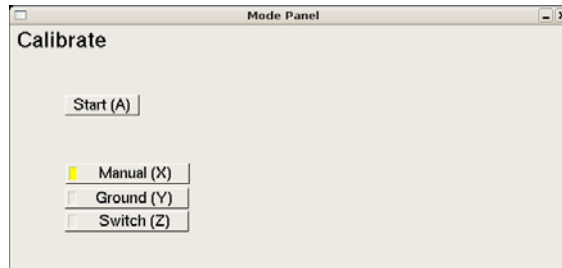 Mode Panel
Calibrate
Start (A)
Manual (X)
Ground (Y)
Switch (Z)